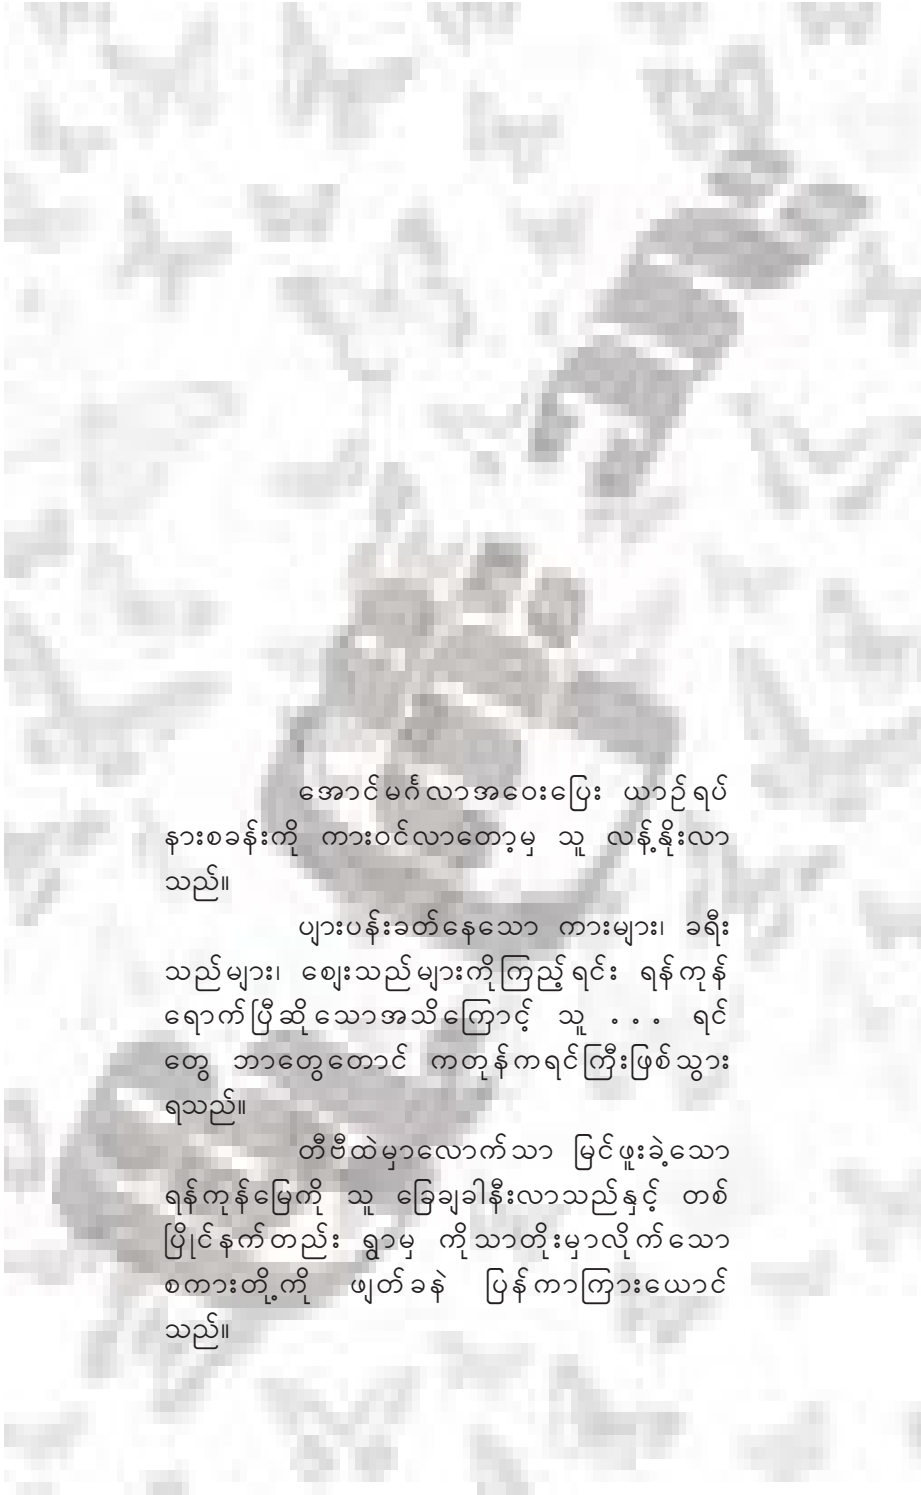 အောင်မင်္ဂလာအဝေးပြေး ယာဉ်ရပ်
နားစခန်းကို ကားဝင်လာတော့မှ သူ လန့်နိုးလာ
သည်။
ပျားပန်းခတ်နေသော ကားများ၊ ခရီး
သည်များ၊ ဈေးသည်များကိုကြည့်ရင်း ရန်ကုန်
ရောက်ပြီဆိုသောအသိကြောင့် သူ . . . ရင်
တွေ ဘာတွေတောင် ကတုန်ကရင်ကြီးဖြစ်သွား
ရသည်။
တီဗီထဲမှာလောက်သာ မြင်ဖူးခဲ့သော
ရန်ကုန်မြေကို သူ ခြေချခါနီးလာသည်နှင့် တစ်
ပြိုင်နက်တည်း ရွာမှ ကိုသာတိုးမှာလိုက်သော
စကားတို့ကို ဖျတ်ခနဲ ပြန်ကာကြားယောင်
သည်။